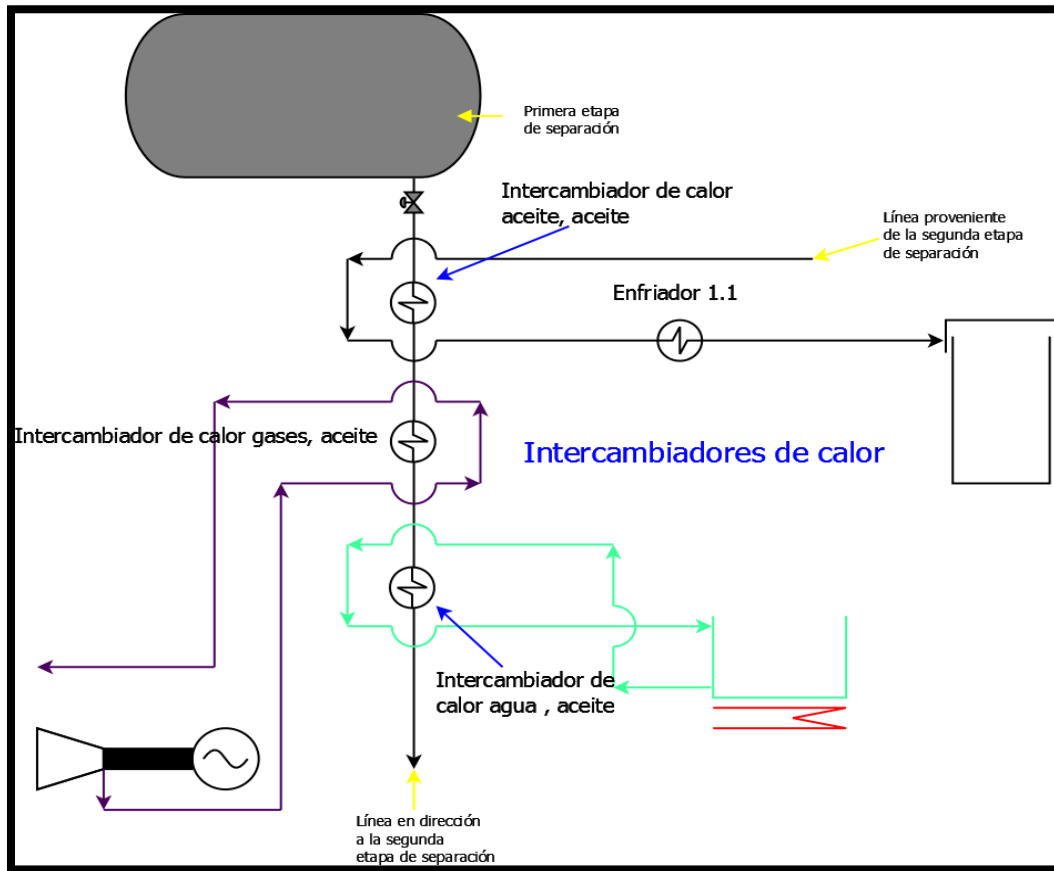 Primera etapa
de separación
Intercambiador de calor
aceite, aceite
Línea proveniente
de la segunda etapa
de separación
Enfriador 1.1
Intercambiador de calor gases, aceite
Intercambiadores de calor
Intercambiador de
calor agua , aceite
Línea en dirección
a la segunda
etapa de separación